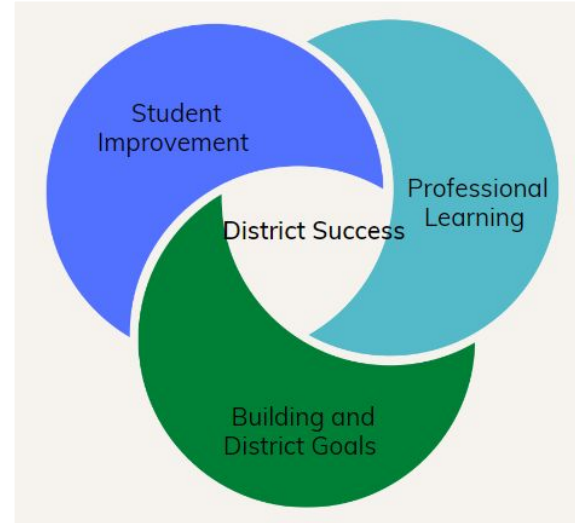 Student
Improvement
Professional
Learning
District Success
Building and
District Goals